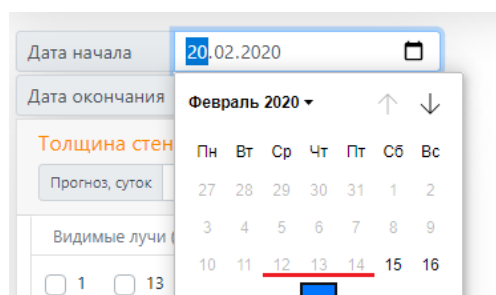 Дата начала 20.02.2020
Дата окончания
Февраль 2020
Толщина стен
Пн Вт Ср Чт Пт Сб Вс
Прогноз, суток
27 28 29 30 31 1 2
Видимые лучи (
3 4 5 6 7 8 9
10 11 12 13 14 15 16
1 13